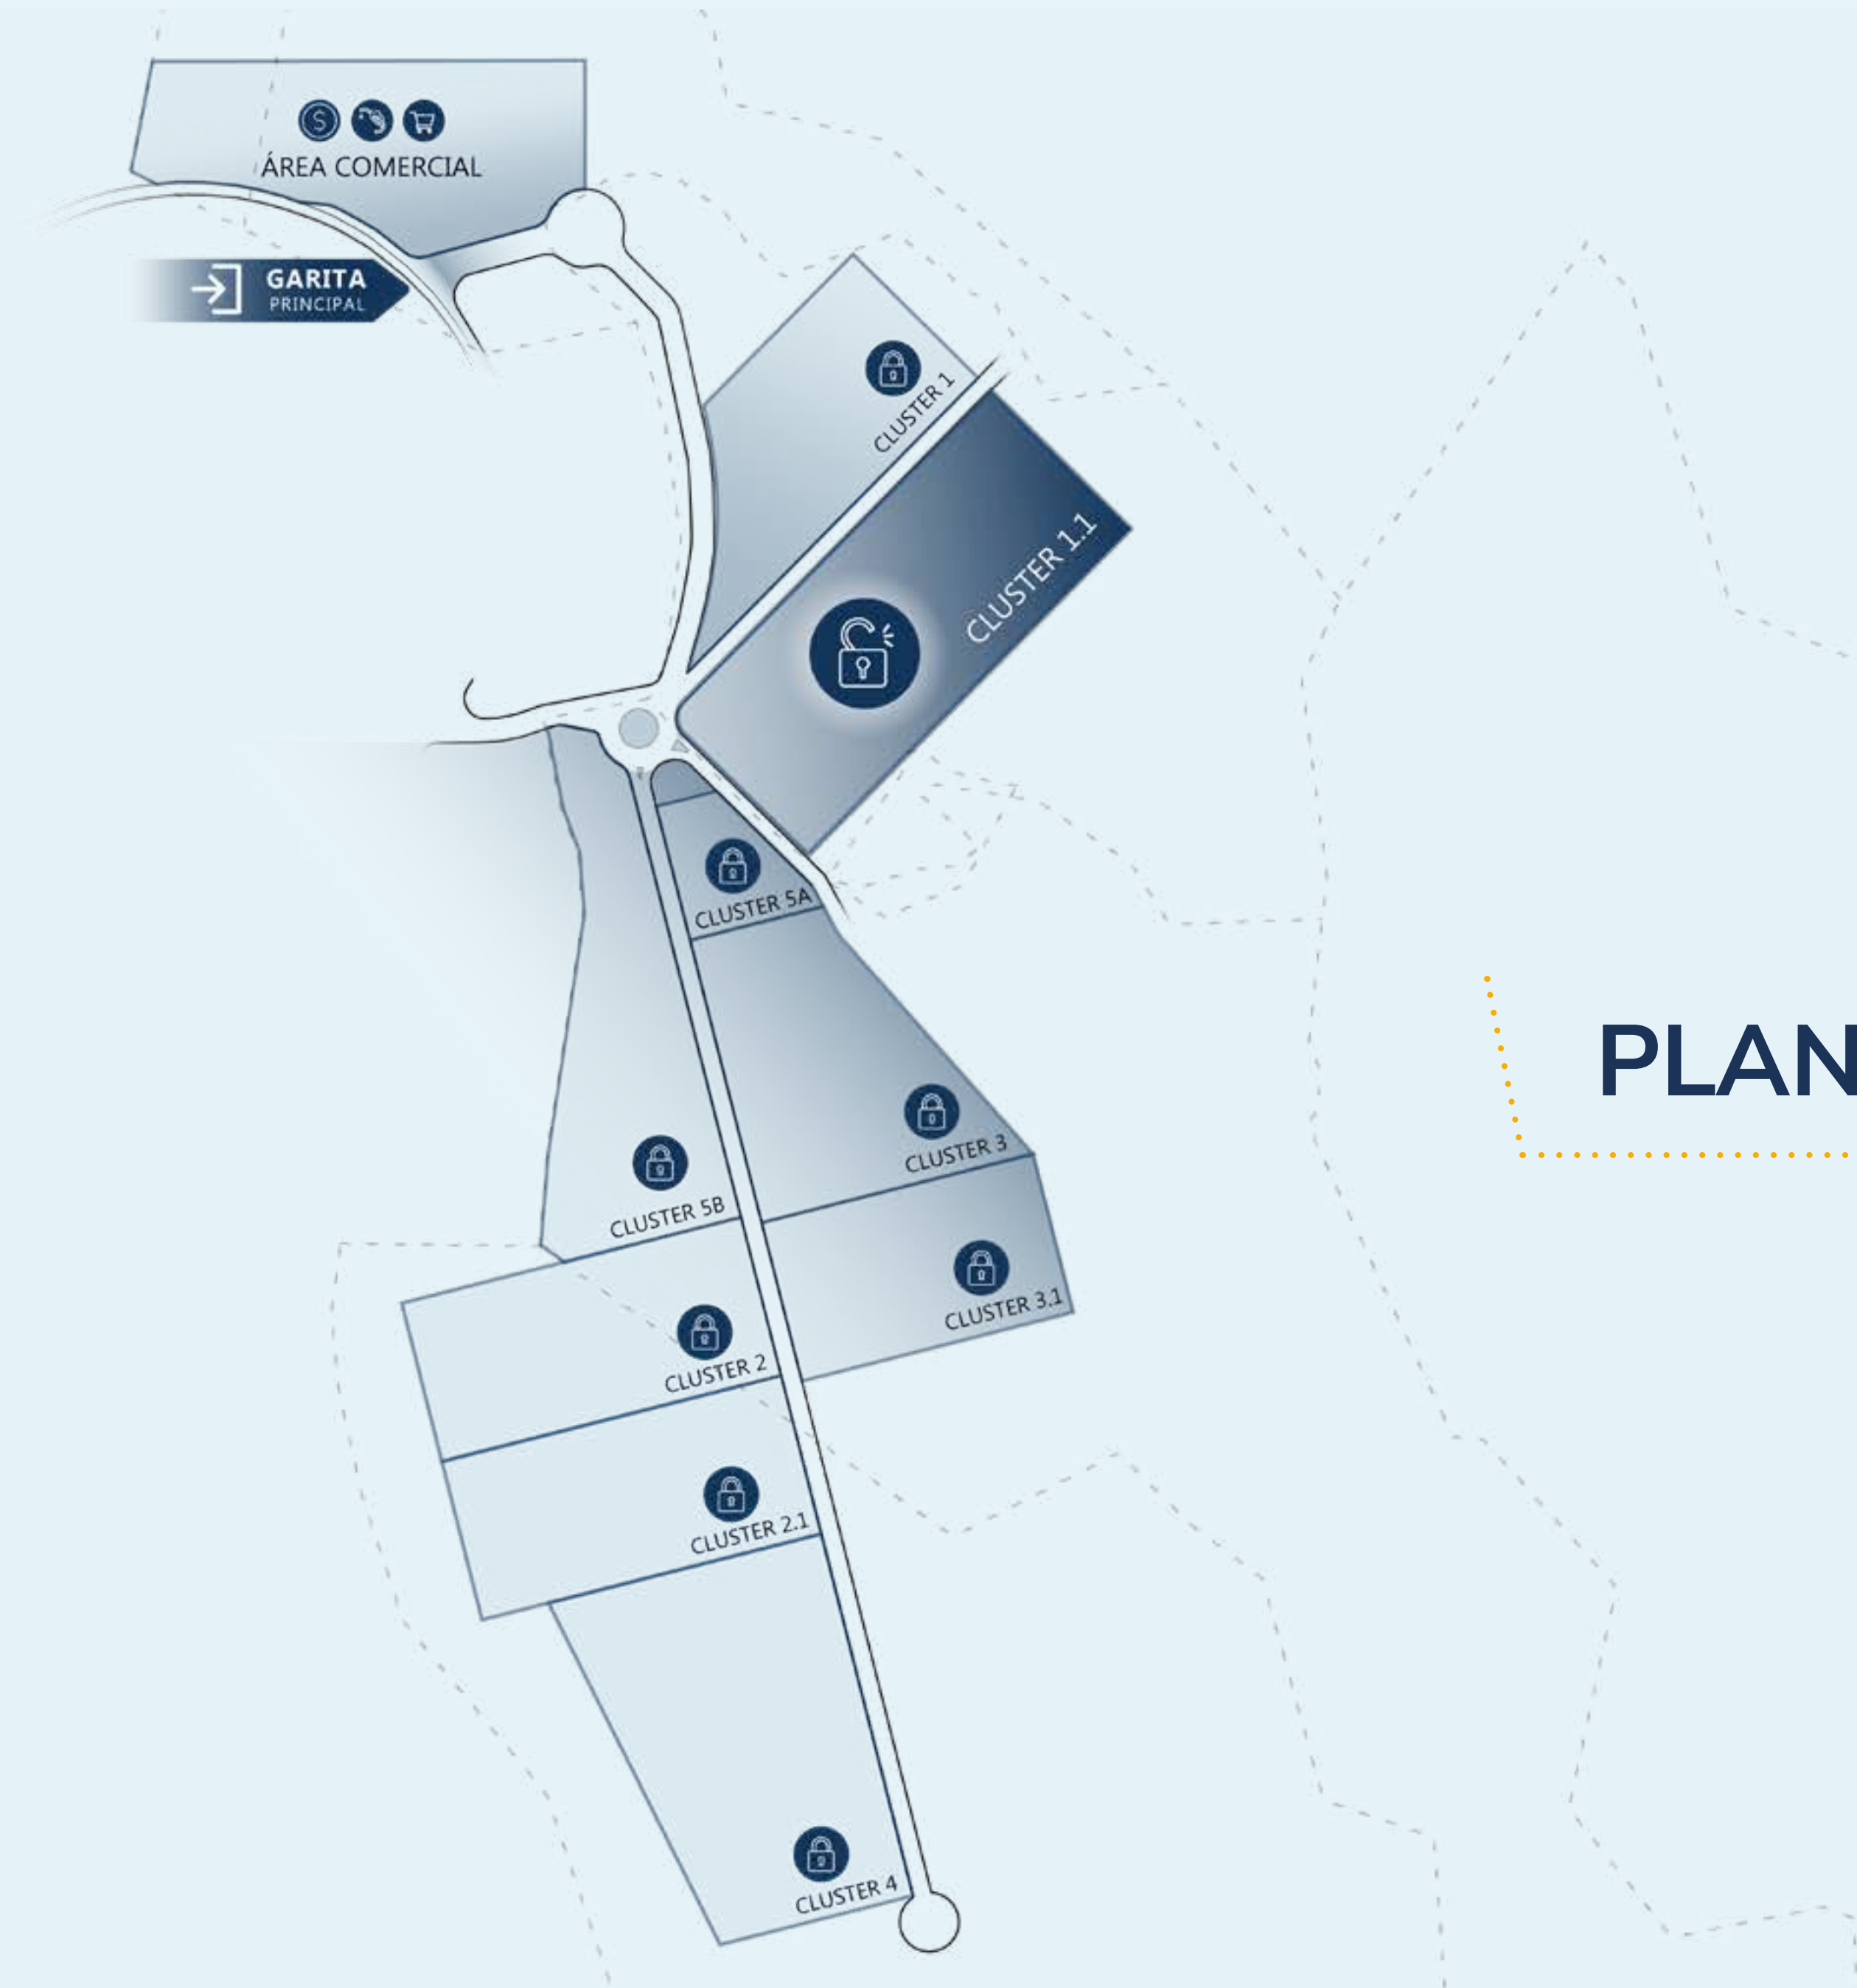 $
ÁREA COMERCIAL
GARITA
PRINCIPAL
CLUSTER 1
CLUSTER 1.1
CLUSTER 5A
PLAN
CLUSTER 3
CLUSTER 5B
CLUSTER 3.1
CLUSTER 2
CLUSTER 2.1
CLUSTER 4